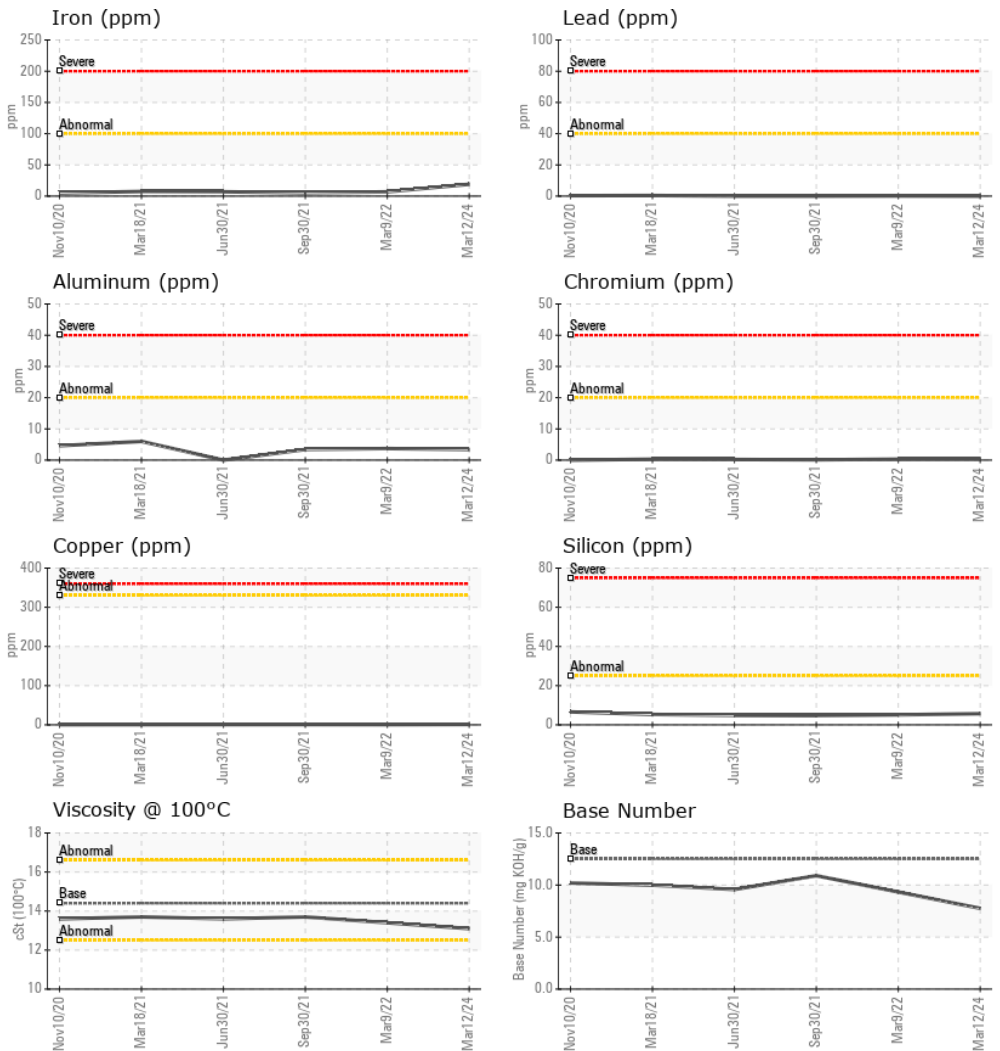 Iron (ppm)
250
200
150
100
50
0
ppm
Severe
Abnormal
Nov10/20
Mar18/21
Jun30/21
Sep30/21
Mar9/22
Mar12/24
Lead (ppm)
100
80
60
40
20
0
ppm
Severe
Abnormal
Nov10/20
Mar18/21
Jun30/21
Sep30/21
Mar9/22
Mar12/24
Aluminum (ppm)
50
40
30
20
10
0
ppm
Severe
Abnormal
Nov10/20
Mar18/21
Jun30/21
Sep30/21
Mar9/22
Mar12/24
Chromium (ppm)
50
40
30
20
10
0
ppm
Severe
Abnormal
Nov10/20
Mar18/21
Jun30/21
Sep30/21
Mar9/22
Mar12/24
Copper (ppm)
400
300
200
100
0
ppm
Severe
Abnormal
Nov10/20
Mar18/21
Jun30/21
Sep30/21
Mar9/22
Mar12/24
Silicon (ppm)
80
60
40
20
0
ppm
Severe
Abnormal
Nov10/20
Mar18/21
Jun30/21
Sep30/21
Mar9/22
Mar12/24
Viscosity @ 100°C
18
16
14
12
10
cSt (100°C)
Abnormal
Base
Abnormal
Nov10/20
Mar18/21
Jun30/21
Sep30/21
Mar9/22
Mar12/24
Base Number
15.0
10.0
5.0
0.0
Base Number (mg KOH/g)
Base
Nov10/20
Mar18/21
Jun30/21
Sep30/21
Mar9/22
Mar12/24